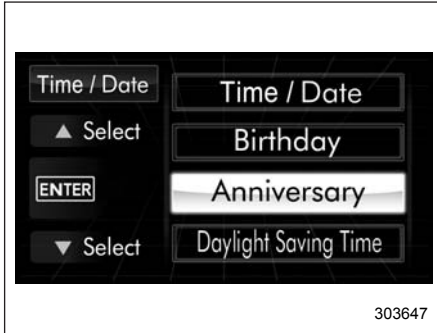 Time / Date
▲ Select
ENTER
▼ Select
Time / Date
Birthday
Anniversary
Daylight Saving Time
303647